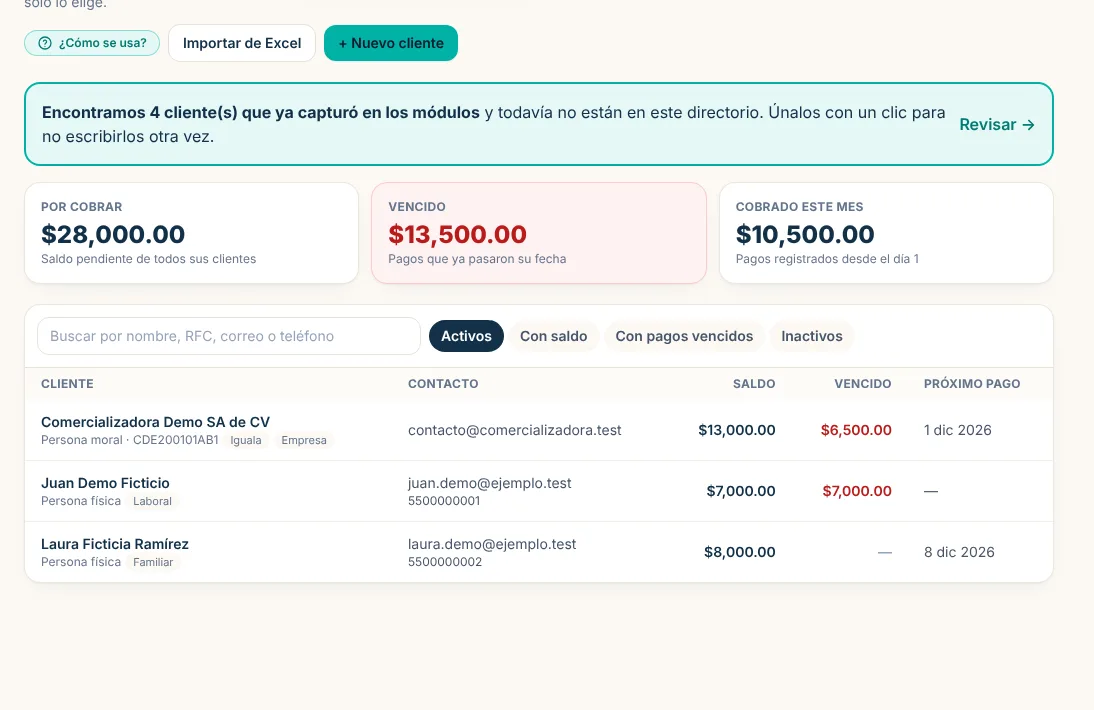 solo lo elige.
¿Cómo se usa?
Importar de Excel
+ Nuevo cliente
Encontramos 4 cliente(s) que ya capturó en los módulos y todavía no están en este directorio. Únalos con un clic para
no escribirlos otra vez.
Revisar →
POR COBRAR
$28,000.00
Saldo pendiente de todos sus clientes
VENCIDO
$13,500.00
Pagos que ya pasaron su fecha
COBRADO ESTE MES
$10,500.00
Pagos registrados desde el día 1
Buscar por nombre, RFC, correo o teléfono
Activos
Con saldo
Con pagos vencidos
Inactivos
CLIENTE CONTACTO SALDO VENCIDO PRÓXIMO PAGO
Comercializadora Demo SA de CV
Persona moral · CDE200101AB1 Iguala Empresa
contacto@comercializadora.test
$13,000.00
$6,500.00
1 dic 2026
Juan Demo Ficticio
Persona física Laboral
juan.demo@ejemplo.test
5500000001
$7,000.00
$7,000.00
—
Laura Ficticia Ramírez
Persona física Familiar
laura.demo@ejemplo.test
5500000002
$8,000.00
—
8 dic 2026